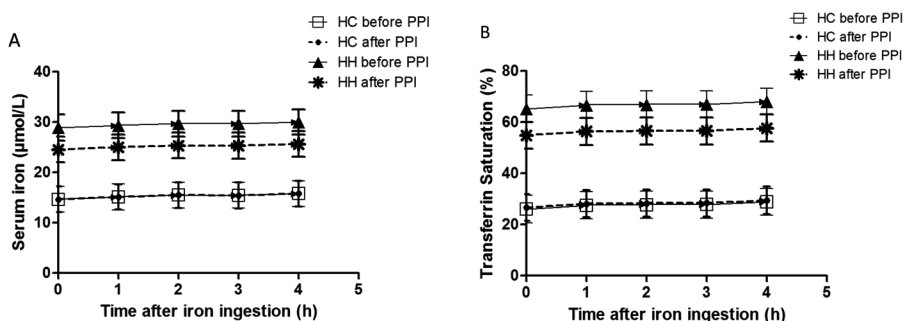 A
HC before PPI
HC after PPI
HH before PPI
HH after PPI
Serum iron (µmol/L)
40
30
20
10
0
0 1 2 3 4 5
Time after iron ingestion (h)
B
HC before PPI
HC after PPI
HH before PPI
HH after PPI
Transferrin Saturation (%)
80
60
40
20
0
0 1 2 3 4 5
Time after iron ingestion (h)